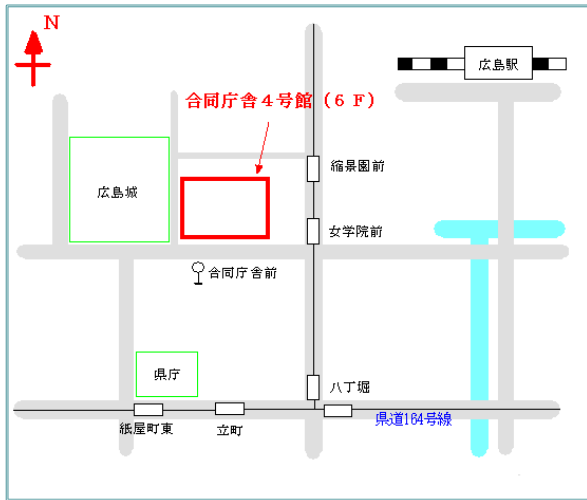 N
広島駅
合同庁舎４号館（６Ｆ）
縮景園前
広島城
女学院前
合同庁舎前
県庁
八丁堀
県道164号線
紙屋町東
立町